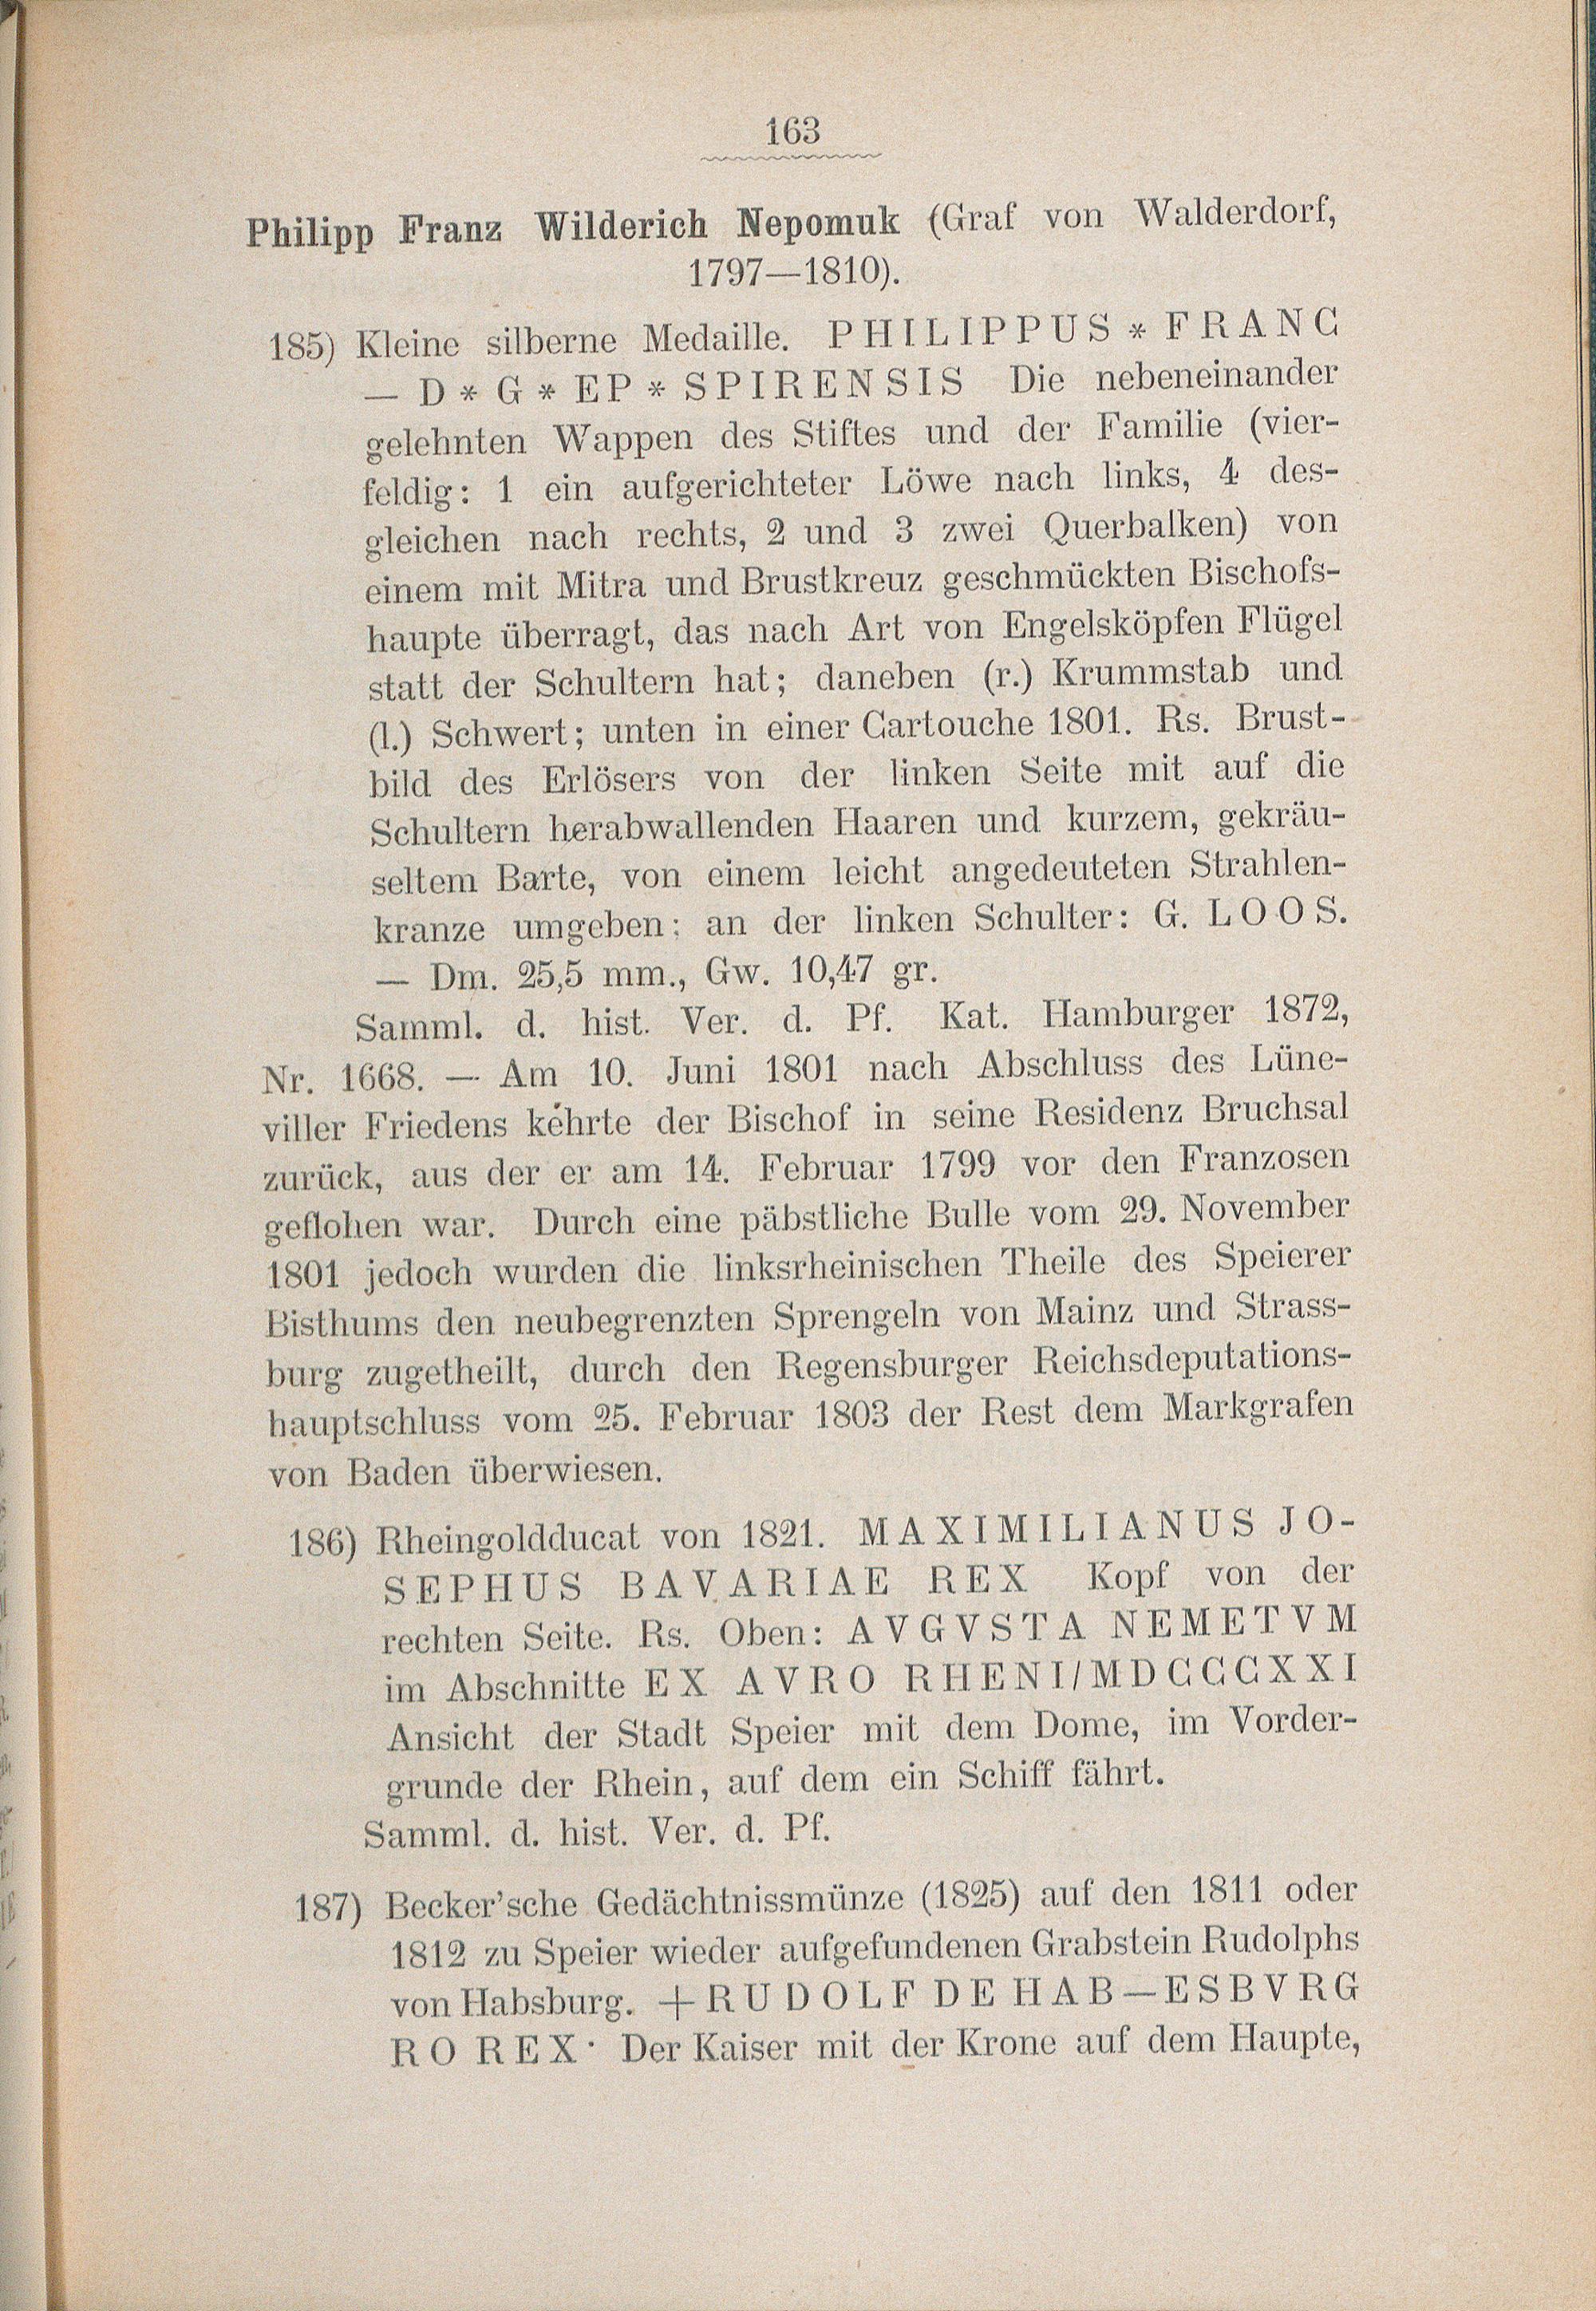 163
Philipp Franz Wilderich Nepomuk (Graf von Walderdorf,
1797—1810).
185) Kleine silberne Medaille. PHILIPPUS * FRANC
— D * G * EP * SPIRENSIS Die nebeneinander
gelehnten Wappen des Stiftes und der Familie (vier-
feldig: 1 ein aufgerichteter Löwe nach links, 4 des-
gleichen nach rechts, 2 und 3 zwei Querbalken) von
einem mit Mitra und Brustkreuz geschmückten Bischofs-
haupte überragt, das nach Art von Engelsköpfen Flügel
statt der Schultern hat; daneben (r.) Krummstab und
(l.) Schwert; unten in einer Cartouche 1801. Rs. Brust-
bild des Erlösers von der linken Seite mit auf die
Schultern herabwallenden Haaren und kurzem, gekräu-
seltem Barte, von einem leicht angedeuteten Strahlen-
kranze umgeben; an der linken Schulter: G. LOOS.
— Dm. 25,5 mm., Gw. 10,47 gr.
Samml. d. hist. Ver. d. Pf. Kat. Hamburger 1872,
Nr. 1668. — Am 10. Juni 1801 nach Abschluss des Lüne-
viller Friedens kehrte der Bischof in seine Residenz Bruchsal
zurück, aus der er am 14. Februar 1799 vor den Franzosen
geflohen war. Durch eine päbstliche Bulle vom 29. November
1801 jedoch wurden die linksrheinischen Theile des Speierer
Bisthums den neubegrenzten Sprengeln von Mainz und Strass-
burg zugetheilt, durch den Regensburger Reichsdeputations-
hauptschluss vom 25. Februar 1803 der Rest dem Markgrafen
von Baden überwiesen.
186) Rheingoldducat von 1821. MAXIMILIANUS JO-
SEPHUS BAVARIAE REX Kopf von der
rechten Seite. Rs. Oben: AVGVSTA NEMETVM
im Abschnitte EX AVRO RHENI/MDCCCXXI
Ansicht der Stadt Speier mit dem Dome, im Vorder-
grunde der Rhein, auf dem ein Schiff fährt.
Samml. d. hist. Ver. d. Pf.
187) Becker'sche Gedächtnissmünze (1825) auf den 1811 oder
1812 zu Speier wieder aufgefundenen Grabstein Rudolphs
von Habsburg. +RUDOLF DE HAB—ESBVRG
RO REX· Der Kaiser mit der Krone auf dem Haupte,